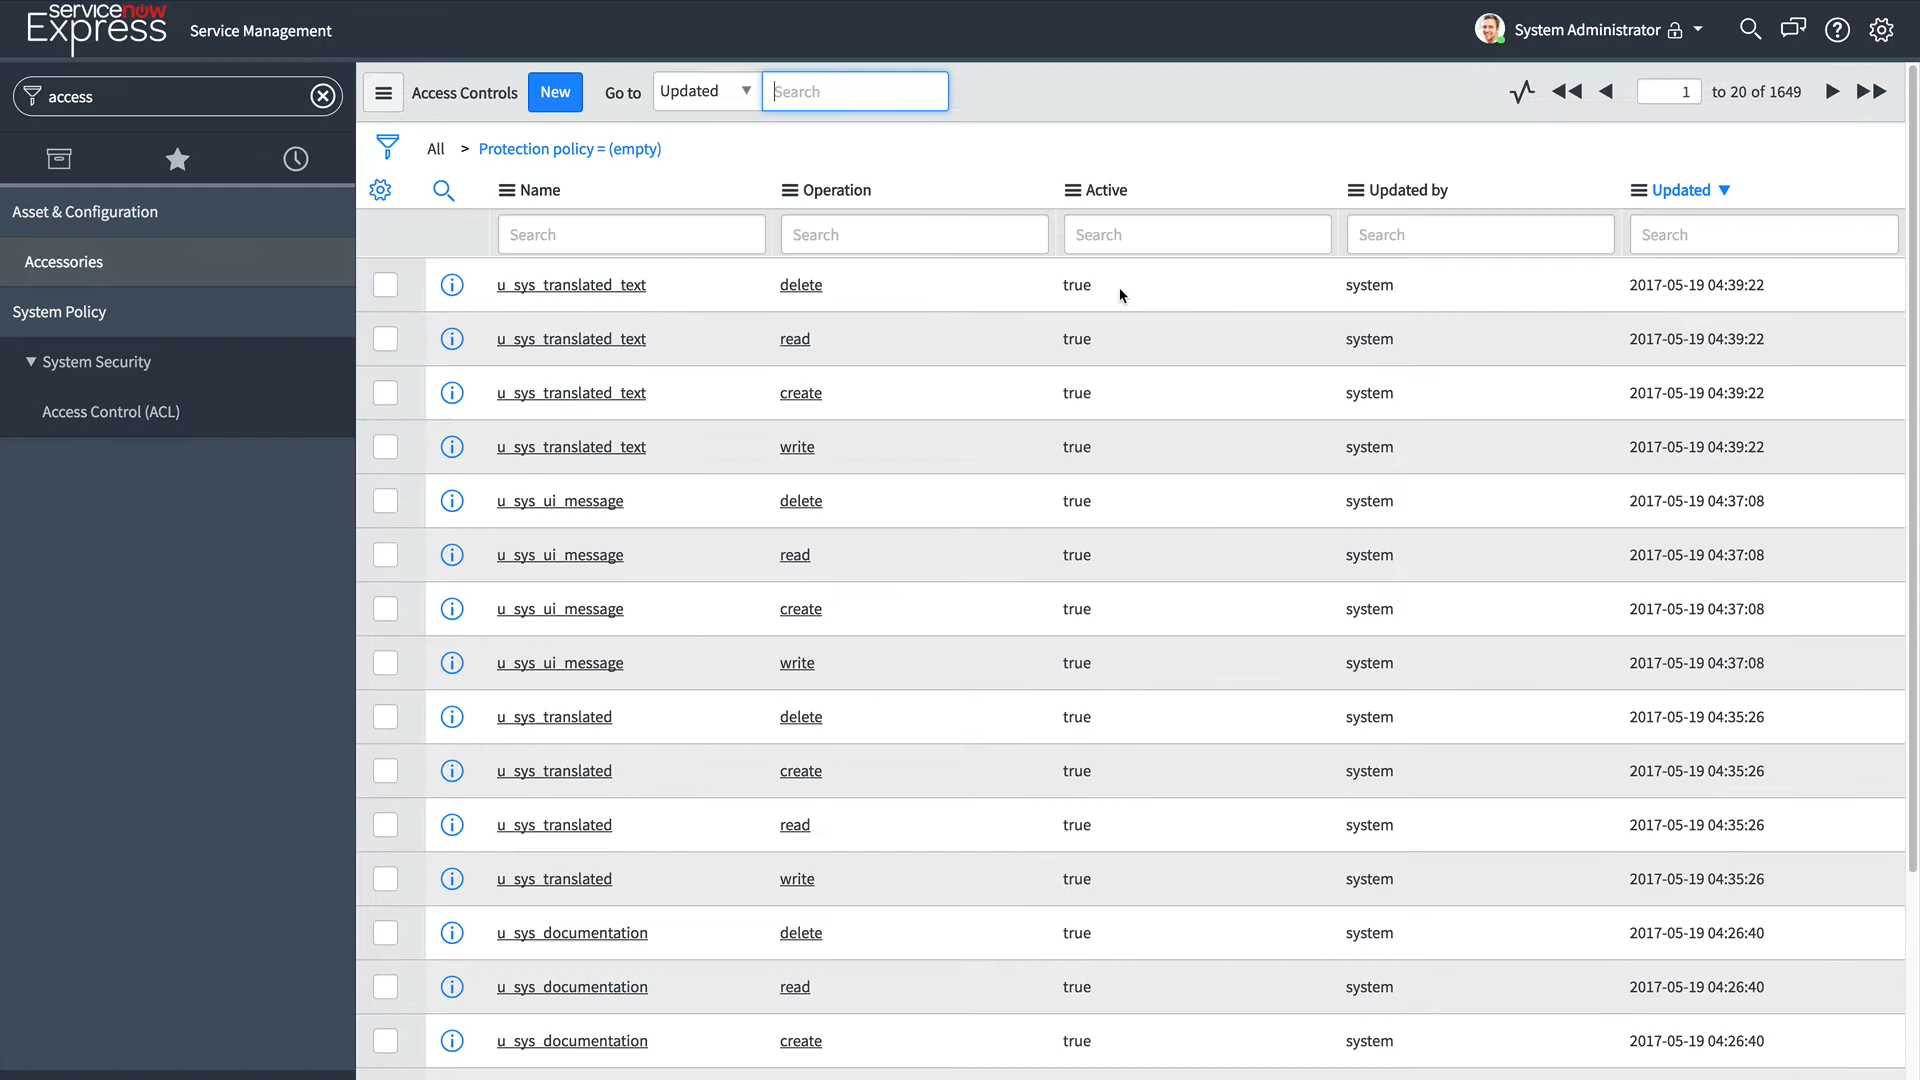 servicenow
Express
Service Management
System Administrator
access
Access Controls
New
Go to
Updated
Search
1
to 20 of 1649
All > Protection policy = (empty)
Name
Operation
Active
Updated by
Updated
Search
Search
Search
Search
Search
Asset & Configuration
Accessories
System Policy
System Security
Access Control (ACL)
u_sys_translated_text delete true system 2017-05-19 04:39:22
u_sys_translated_text read true system 2017-05-19 04:39:22
u_sys_translated_text create true system 2017-05-19 04:39:22
u_sys_translated_text write true system 2017-05-19 04:39:22
u_sys_ui_message delete true system 2017-05-19 04:37:08
u_sys_ui_message read true system 2017-05-19 04:37:08
u_sys_ui_message create true system 2017-05-19 04:37:08
u_sys_ui_message write true system 2017-05-19 04:37:08
u_sys_translated delete true system 2017-05-19 04:35:26
u_sys_translated create true system 2017-05-19 04:35:26
u_sys_translated read true system 2017-05-19 04:35:26
u_sys_translated write true system 2017-05-19 04:35:26
u_sys_documentation delete true system 2017-05-19 04:26:40
u_sys_documentation read true system 2017-05-19 04:26:40
u_sys_documentation create true system 2017-05-19 04:26:40